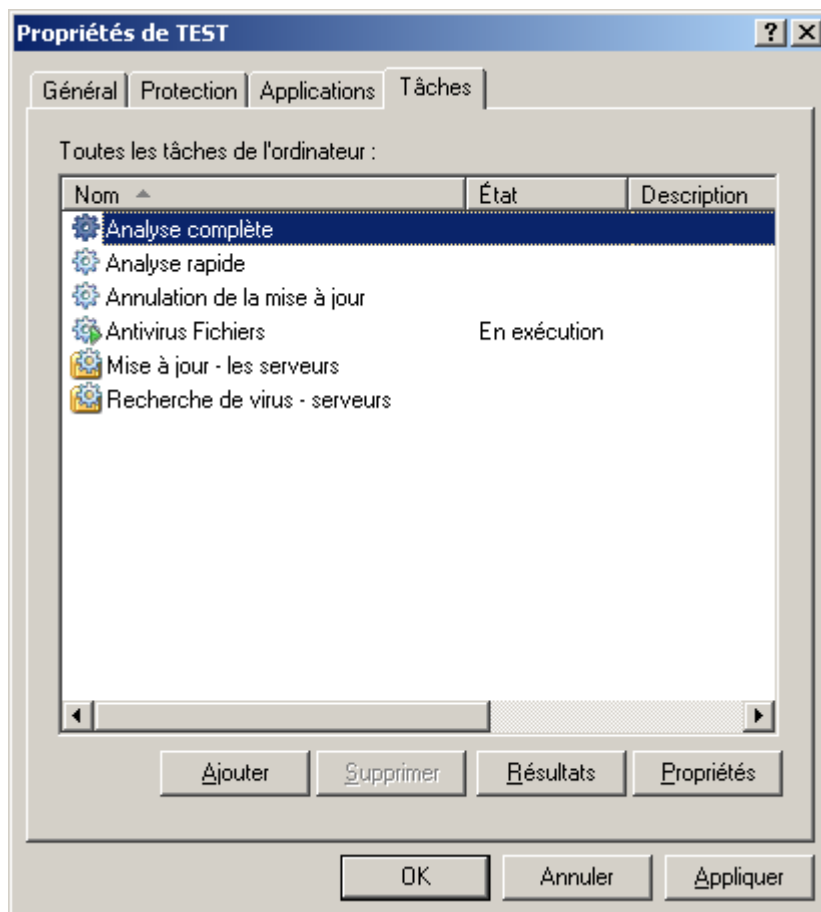 Propriétés de TEST
Général Protection Applications Tâches
Toutes les tâches de l'ordinateur :
Nom État Description
Analyse complète
Analyse rapide
Annulation de la mise à jour
Antivirus Fichiers En exécution
Mise à jour - les serveurs
Recherche de virus - serveurs
Ajouter Supprimer Résultats Propriétés
OK Annuler Appliquer